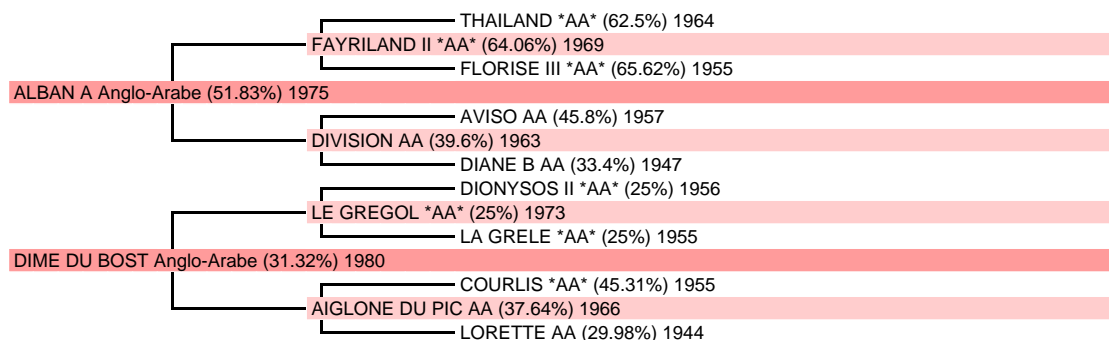 THAILAND *AA* (62.5%) 1964
FAYRILAND II *AA* (64.06%) 1969
FLORISE III *AA* (65.62%) 1955
ALBAN A Anglo-Arabe (51.83%) 1975
AVISO AA (45.8%) 1957
DIVISION AA (39.6%) 1963
DIANE B AA (33.4%) 1947
DIONYSOS II *AA* (25%) 1956
LE GREGOL *AA* (25%) 1973
LA GRELE *AA* (25%) 1955
DIME DU BOST Anglo-Arabe (31.32%) 1980
COURLIS *AA* (45.31%) 1955
AIGLONE DU PIC AA (37.64%) 1966
LORETTE AA (29.98%) 1944